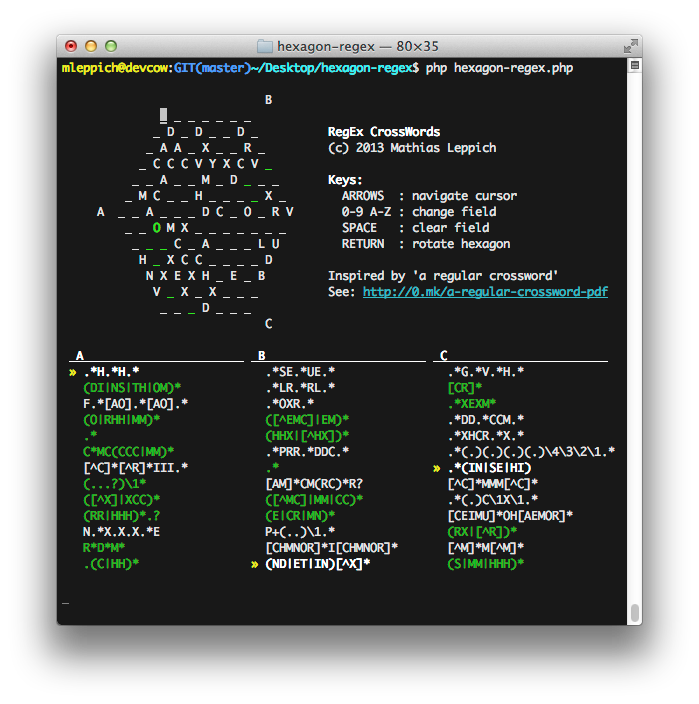 hexagon-regex — 80×35
mleppich@devcow:GIT(master)~/Desktop/hexagon-regex$ php hexagon-regex.php
B
_ _ _ _ _ _
_ D _ D _ _ D _ RegEx CrossWords
_ A A _ X _ _ R _ (c) 2013 Mathias Leppich
_ C C C V Y X C V _
_ _ A _ _ M _ D _ _ _ Keys:
_ M C _ _ H _ _ _ _ X _ ARROWS : navigate cursor
A _ _ A _ _ _ D C _ O _ R V 0-9 A-Z : change field
_ _ O M X _ _ _ _ _ _ _ SPACE : clear field
_ _ _ C _ A _ _ _ L U RETURN : rotate hexagon
H _ X C C _ _ _ _ D
N X E X H _ E _ B Inspired by 'a regular crossword'
V _ X _ X _ _ _ See: http://0.mk/a-regular-crossword-pdf
_ _ _ D _ _ _
C
A B C
» .*H.*H.* .*SE.*UE.* .*G.*V.*H.*
(DI|NS|TH|OM)* .*LR.*RL.* [CR]*
F.*[AO].*[AO].* .*OXR.* .*XEXM*
(O|RHH|MM)* ([^EMC]|EM)* .*DD.*CCM.*
.* (HHX|[^HX])* .*XHCR.*X.*
C*MC(CCC|MM)* .*PRR.*DDC.* .*(.)(.)(.)(.)\4\3\2\1.*
[^C]*[^R]*III.* .* » .*(IN|SE|HI)
(...?)\1* [AM]*CM(RC)*R? [^C]*MMM[^C]*
([^X]|XCC)* ([^MC]|MM|CC)* .*(.)C\1X\1.*
(RR|HHH)*.? (E|CR|MN)* [CEIMU]*OH[AEMOR]*
N.*X.X.X.*E P+(..)\1.* (RX|[^R])*
R*D*M* [CHMNOR]*I[CHMNOR]* [^M]*M[^M]*
.(C|HH)* » (ND|ET|IN)[^X]* (S|MM|HHH)*
_